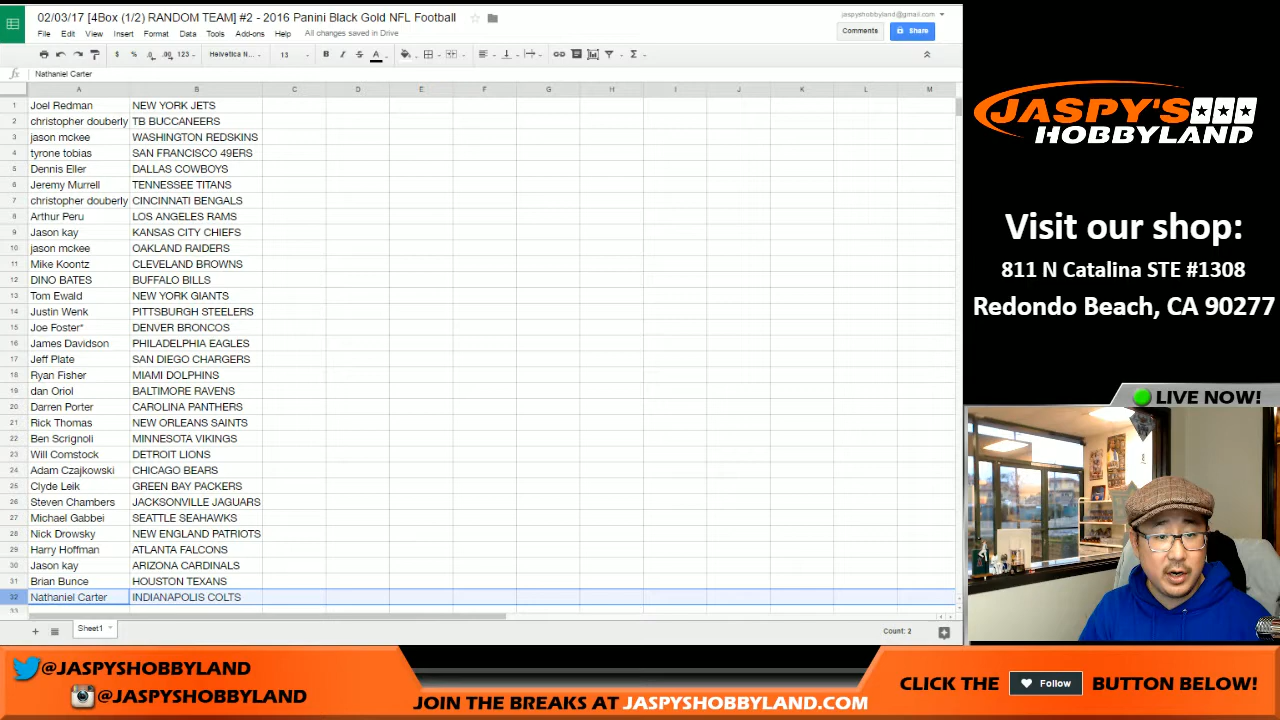 02/03/17 [4Box (1/2) RANDOM TEAM] #2 - 2016 Panini Black Gold NFL Football
jaspyshobbyland@gmail.com
File Edit View Insert Format Data Tools Add-ons Help All changes saved in Drive
Comments Share
$ % .0 .00 123 Helvetica N... 13 B I S A
fx Nathaniel Carter
A B C D E F G H I J K L M
1 Joel Redman NEW YORK JETS
2 christopher douberly TB BUCCANEERS
3 jason mckee WASHINGTON REDSKINS
4 tyrone tobias SAN FRANCISCO 49ERS
5 Dennis Eller DALLAS COWBOYS
6 Jeremy Murrell TENNESSEE TITANS
7 christopher douberly CINCINNATI BENGALS
8 Arthur Peru LOS ANGELES RAMS
9 Jason kay KANSAS CITY CHIEFS
10 jason mckee OAKLAND RAIDERS
11 Mike Koontz CLEVELAND BROWNS
12 DINO BATES BUFFALO BILLS
13 Tom Ewald NEW YORK GIANTS
14 Justin Wenk PITTSBURGH STEELERS
15 Joe Foster* DENVER BRONCOS
16 James Davidson PHILADELPHIA EAGLES
17 Jeff Plate SAN DIEGO CHARGERS
18 Ryan Fisher MIAMI DOLPHINS
19 dan Oriol BALTIMORE RAVENS
20 Darren Porter CAROLINA PANTHERS
21 Rick Thomas NEW ORLEANS SAINTS
22 Ben Scrignoli MINNESOTA VIKINGS
23 Will Comstock DETROIT LIONS
24 Adam Czajkowski CHICAGO BEARS
25 Clyde Leik GREEN BAY PACKERS
26 Steven Chambers JACKSONVILLE JAGUARS
27 Michael Gabbei SEATTLE SEAHAWKS
28 Nick Drowsky NEW ENGLAND PATRIOTS
29 Harry Hoffman ATLANTA FALCONS
30 Jason kay ARIZONA CARDINALS
31 Brian Bunce HOUSTON TEXANS
32 Nathaniel Carter INDIANAPOLIS COLTS
33
Sheet1
Count: 2
JASPY'S
HOBBYLAND
Visit our shop:
811 N Catalina STE #1308
Redondo Beach, CA 90277
LIVE NOW!
@JASPYSHOBBYLAND
@JASPYSHOBBYLAND
JOIN THE BREAKS AT JASPYSHOBBYLAND.COM
CLICK THE Follow BUTTON BELOW!